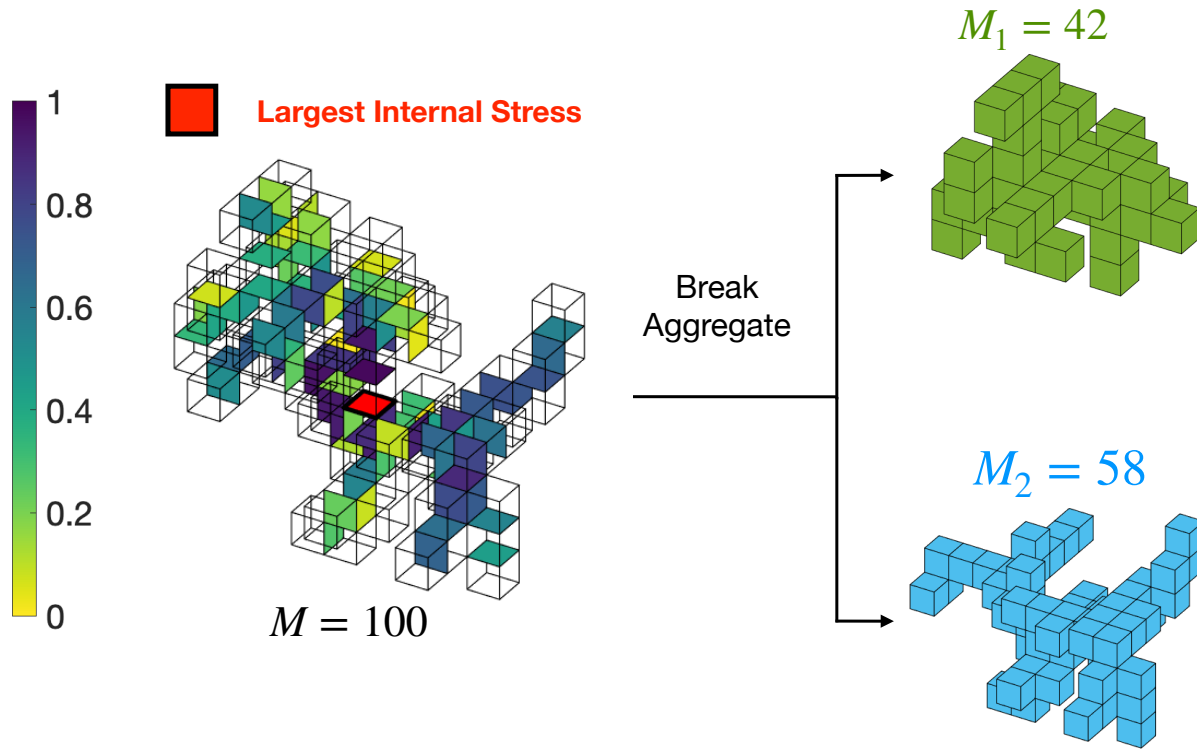 M₁ = 42
Largest Internal Stress
1
0.8
0.6
0.4
0.2
0
Break
Aggregate
M₂ = 58
M = 100